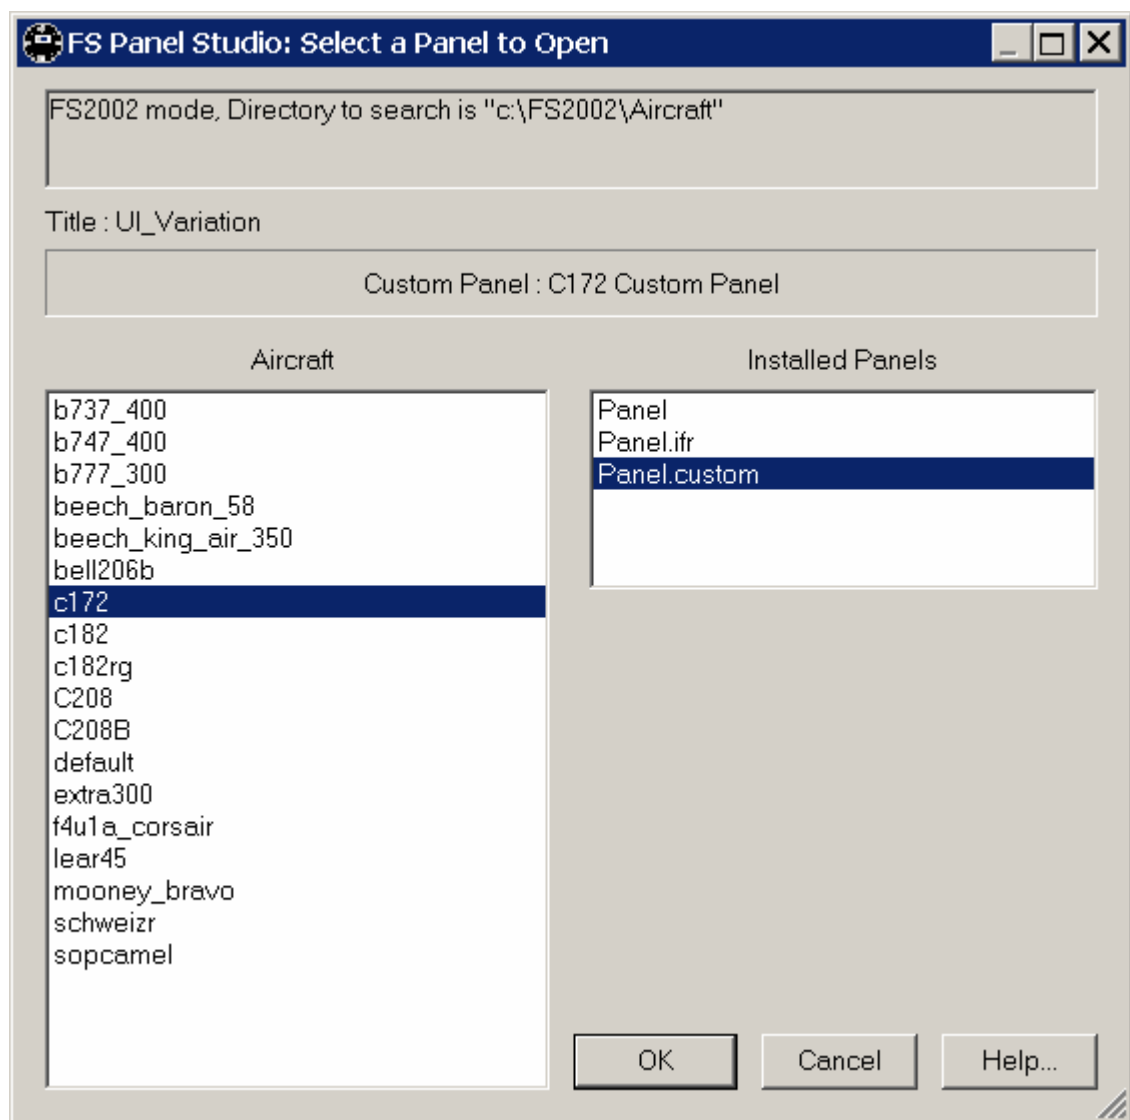 FS Panel Studio: Select a Panel to Open
FS2002 mode, Directory to search is "c:\FS2002\Aircraft"
Title : UI_Variation
Custom Panel : C172 Custom Panel
Aircraft
b737_400
b747_400
b777_300
beech_baron_58
beech_king_air_350
bell206b
c172
c182
c182rg
C208
C208B
default
extra300
f4u1a_corsair
lear45
mooney_bravo
schweizr
sopcamel
Installed Panels
Panel
Panel.ifr
Panel.custom
OK
Cancel
Help...